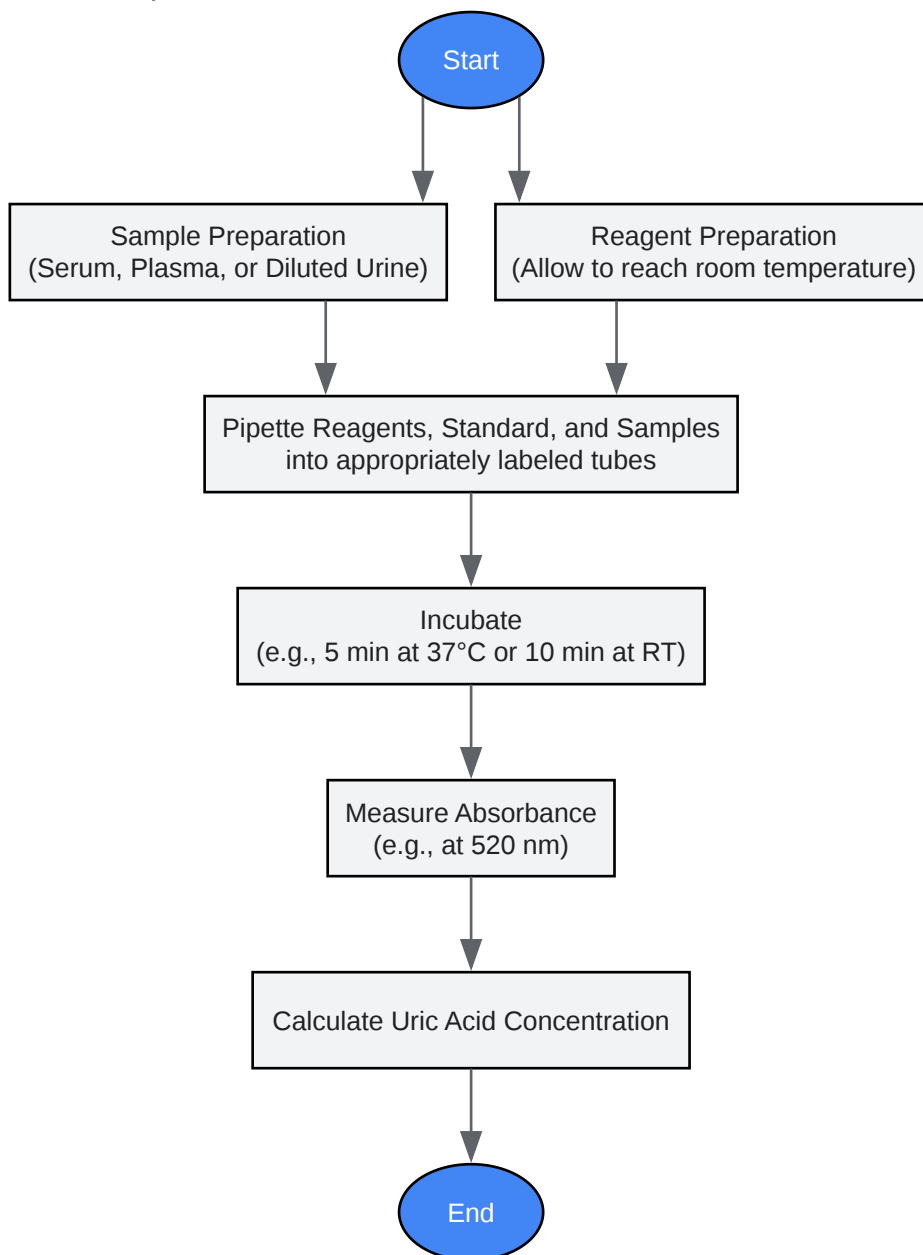 Start
Sample Preparation
(Serum, Plasma, or Diluted Urine)
Reagent Preparation
(Allow to reach room temperature)
Pipette Reagents, Standard, and Samples
into appropriately labeled tubes
Incubate
(e.g., 5 min at 37°C or 10 min at RT)
Measure Absorbance
(e.g., at 520 nm)
Calculate Uric Acid Concentration
End